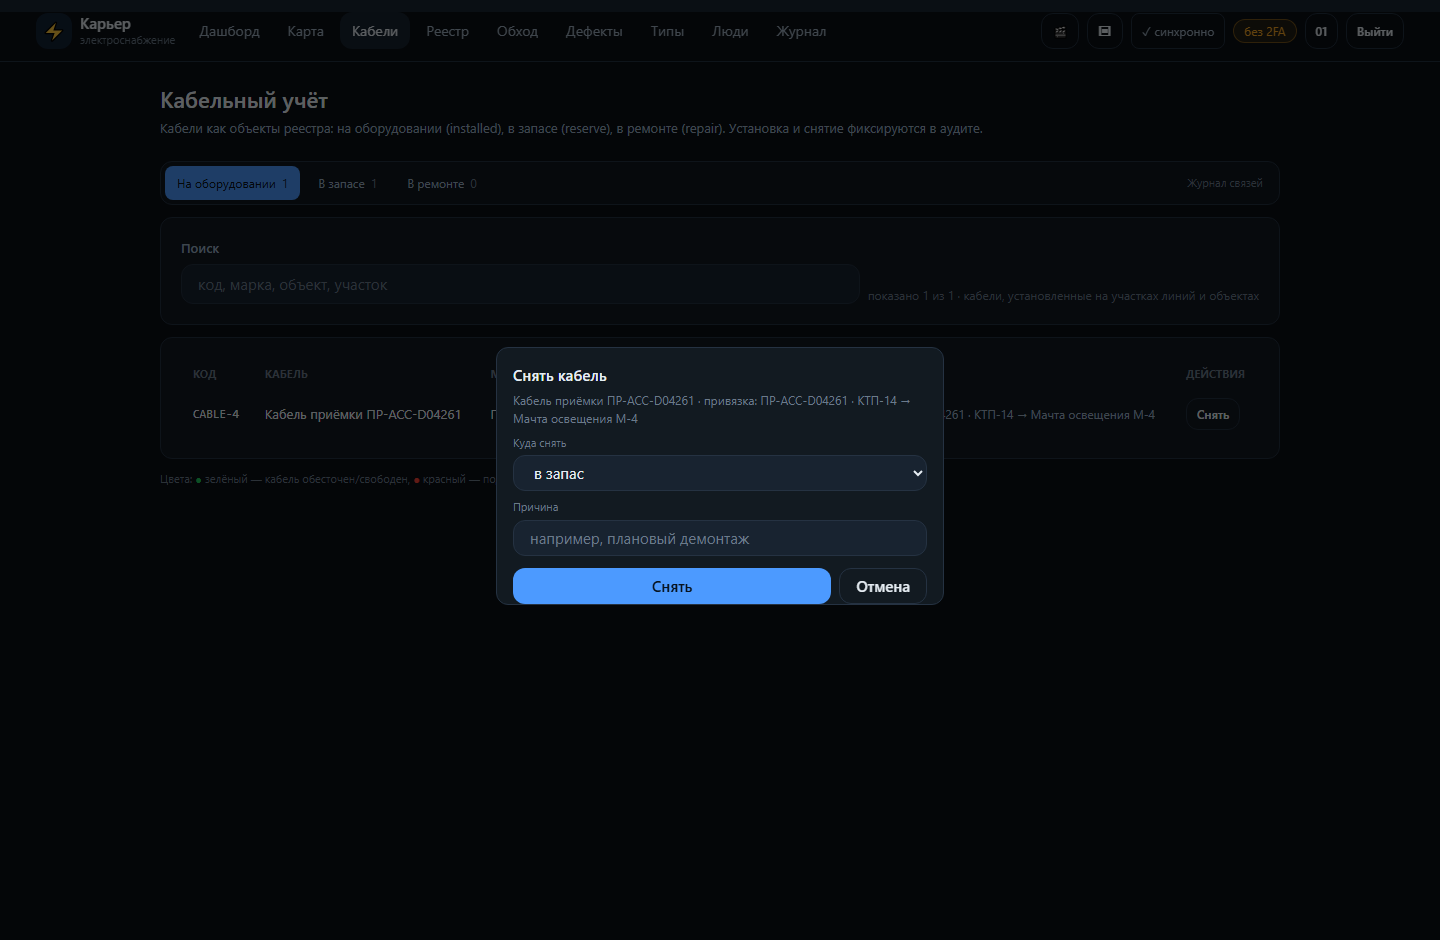 Карьер
электроснабжение
Дашборд Карта Кабели Реестр Обход Дефекты Типы Люди Журнал
✓ синхронно без 2FA 01 Выйти
Кабельный учёт
Кабели как объекты реестра: на оборудовании (installed), в запасе (reserve), в ремонте (repair). Установка и снятие фиксируются в аудите.
На оборудовании 1 В запасе 1 В ремонте 0 Журнал связей
Поиск
код, марка, объект, участок
показано 1 из 1 · кабели, установленные на участках линий и объектах
КОД КАБЕЛЬ ДЕЙСТВИЯ
CABLE-4 Кабель приёмки ПР-ACC-D04261 261 · КТП-14 → Мачта освещения М-4 Снять
Цвета: ● зелёный — кабель обесточен/свободен, ● красный — по
Снять кабель
Кабель приёмки ПР-ACC-D04261 · привязка: ПР-ACC-D04261 · КТП-14 →
Мачта освещения М-4
Куда снять
в запас
Причина
например, плановый демонтаж
Снять Отмена